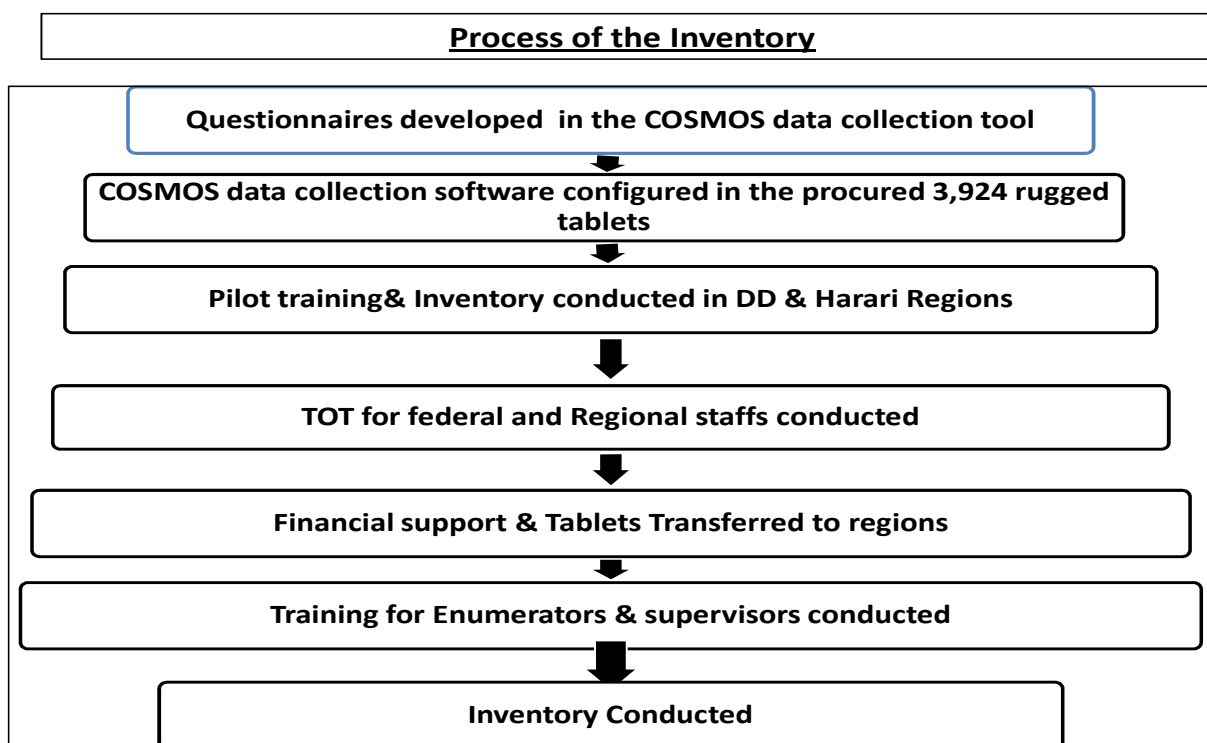 Process of the Inventory
Questionnaires developed in the COSMOS data collection tool
COSMOS data collection software configured in the procured 3,924 rugged
tablets
Pilot training& Inventory conducted in DD & Harari Regions
TOT for federal and Regional staffs conducted
Financial support & Tablets Transferred to regions
Training for Enumerators & supervisors conducted
Inventory Conducted